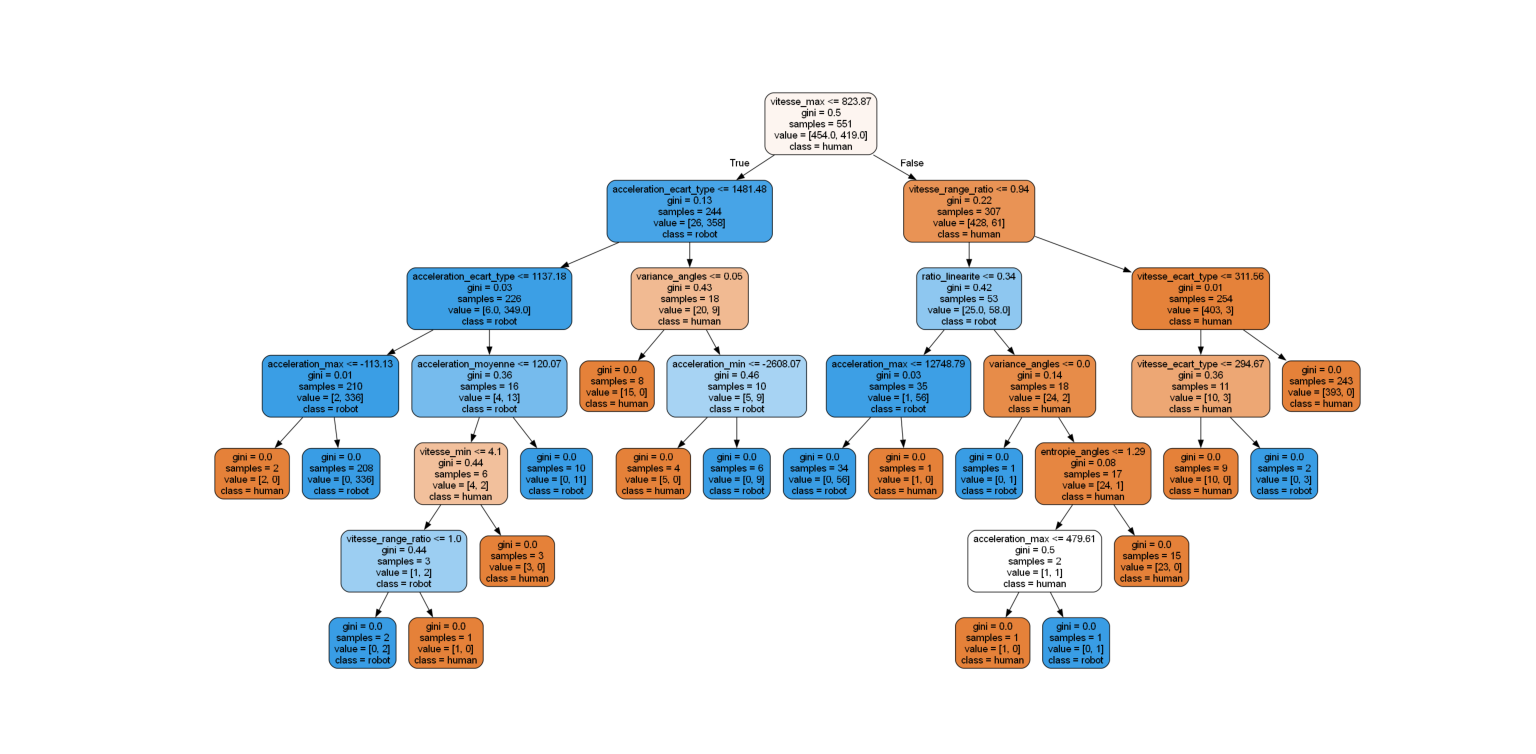 vitesse_max <= 823.87
gini = 0.5
samples = 551
value = [454.0, 419.0]
class = human
True
False
acceleration_ecart_type <= 1481.48
gini = 0.13
samples = 244
value = [26, 358]
class = robot
vitesse_range_ratio <= 0.94
gini = 0.22
samples = 307
value = [428, 61]
class = human
acceleration_ecart_type <= 1137.18
gini = 0.03
samples = 226
value = [6.0, 349.0]
class = robot
variance_angles <= 0.05
gini = 0.43
samples = 18
value = [20, 9]
class = human
ratio_linearite <= 0.34
gini = 0.42
samples = 53
value = [25.0, 58.0]
class = robot
vitesse_ecart_type <= 311.56
gini = 0.01
samples = 254
value = [403, 3]
class = human
acceleration_max <= -113.13
gini = 0.01
samples = 210
value = [2, 336]
class = robot
acceleration_moyenne <= 120.07
gini = 0.36
samples = 16
value = [4, 13]
class = robot
gini = 0.0
samples = 8
value = [15, 0]
class = human
acceleration_min <= -2608.07
gini = 0.46
samples = 10
value = [5, 9]
class = robot
acceleration_max <= 12748.79
gini = 0.03
samples = 35
value = [1, 56]
class = robot
variance_angles <= 0.0
gini = 0.14
samples = 18
value = [24, 2]
class = human
vitesse_ecart_type <= 294.67
gini = 0.36
samples = 11
value = [10, 3]
class = human
gini = 0.0
samples = 243
value = [393, 0]
class = human
gini = 0.0
samples = 2
value = [2, 0]
class = human
gini = 0.0
samples = 208
value = [0, 336]
class = robot
vitesse_min <= 4.1
gini = 0.44
samples = 6
value = [4, 2]
class = human
gini = 0.0
samples = 10
value = [0, 11]
class = robot
gini = 0.0
samples = 4
value = [5, 0]
class = human
gini = 0.0
samples = 6
value = [0, 9]
class = robot
gini = 0.0
samples = 34
value = [0, 56]
class = robot
gini = 0.0
samples = 1
value = [1, 0]
class = human
gini = 0.0
samples = 1
value = [0, 1]
class = robot
entropie_angles <= 1.29
gini = 0.08
samples = 17
value = [24, 1]
class = human
gini = 0.0
samples = 9
value = [10, 0]
class = human
gini = 0.0
samples = 2
value = [0, 3]
class = robot
vitesse_range_ratio <= 1.0
gini = 0.44
samples = 3
value = [1, 2]
class = robot
gini = 0.0
samples = 3
value = [3, 0]
class = human
acceleration_max <= 479.61
gini = 0.5
samples = 2
value = [1, 1]
class = human
gini = 0.0
samples = 15
value = [23, 0]
class = human
gini = 0.0
samples = 2
value = [0, 2]
class = robot
gini = 0.0
samples = 1
value = [1, 0]
class = human
gini = 0.0
samples = 1
value = [1, 0]
class = human
gini = 0.0
samples = 1
value = [0, 1]
class = robot